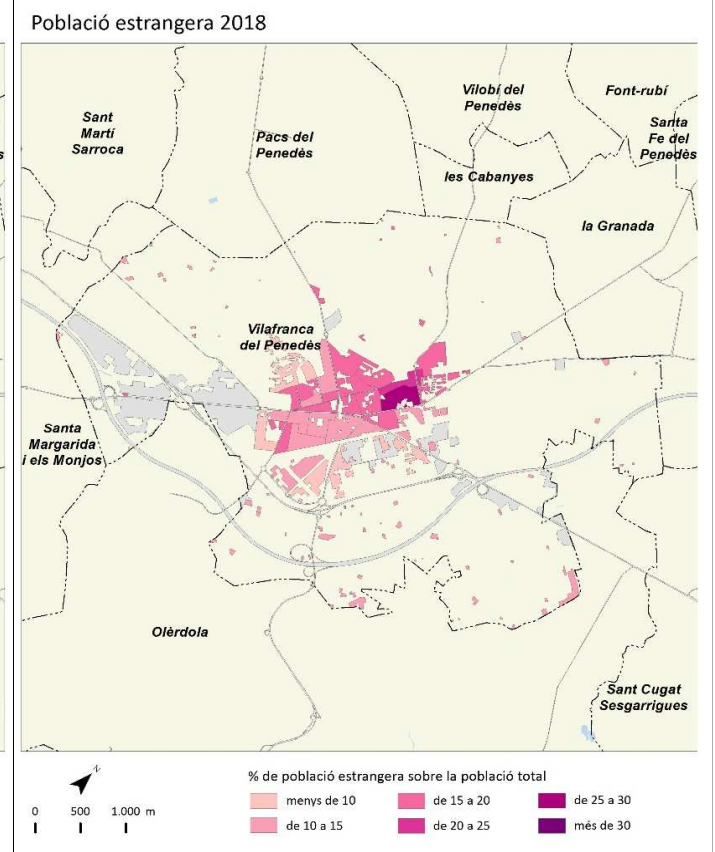 Població estrangera 2018
Sant
Martí
Sarroca
Pacs del
Penedès
Vilobí del
Penedès
Font-rubí
Santa
Fe del
Penedès
les Cabanyes
la Granada
Vilafranca
del Penedès
Santa
Margarida
i els Monjos
Olèrdola
Sant Cugat
Sesgarrigues
s
N
0 500 1.000 m
% de població estrangera sobre la població total
menys de 10
de 10 a 15
de 15 a 20
de 20 a 25
de 25 a 30
més de 30